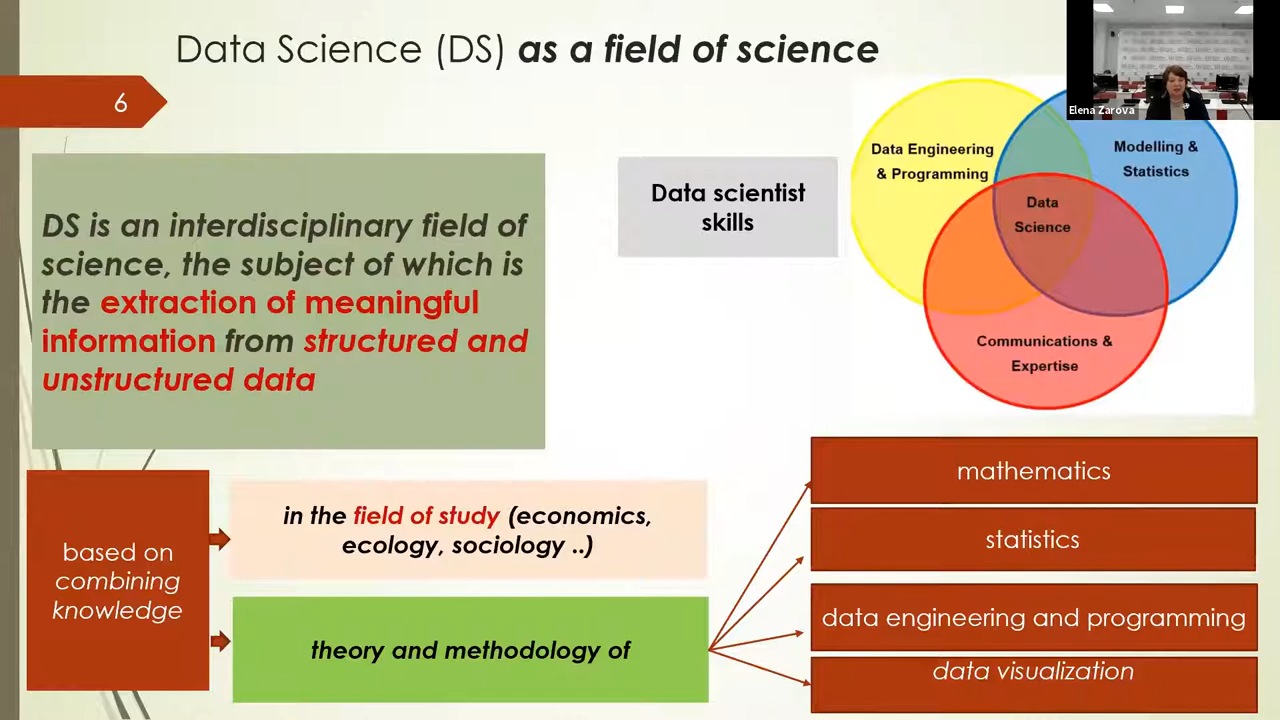 Data Science (DS) as a field of science
6
Elena Zarova
DS is an interdisciplinary field of
science, the subject of which is
the extraction of meaningful
information from structured and
unstructured data
Data scientist
skills
Data Engineering
& Programming
Modelling &
Statistics
Data
Science
Communications &
Expertise
based on
combining
knowledge
in the field of study (economics,
ecology, sociology ..)
theory and methodology of
mathematics
statistics
data engineering and programming
data visualization